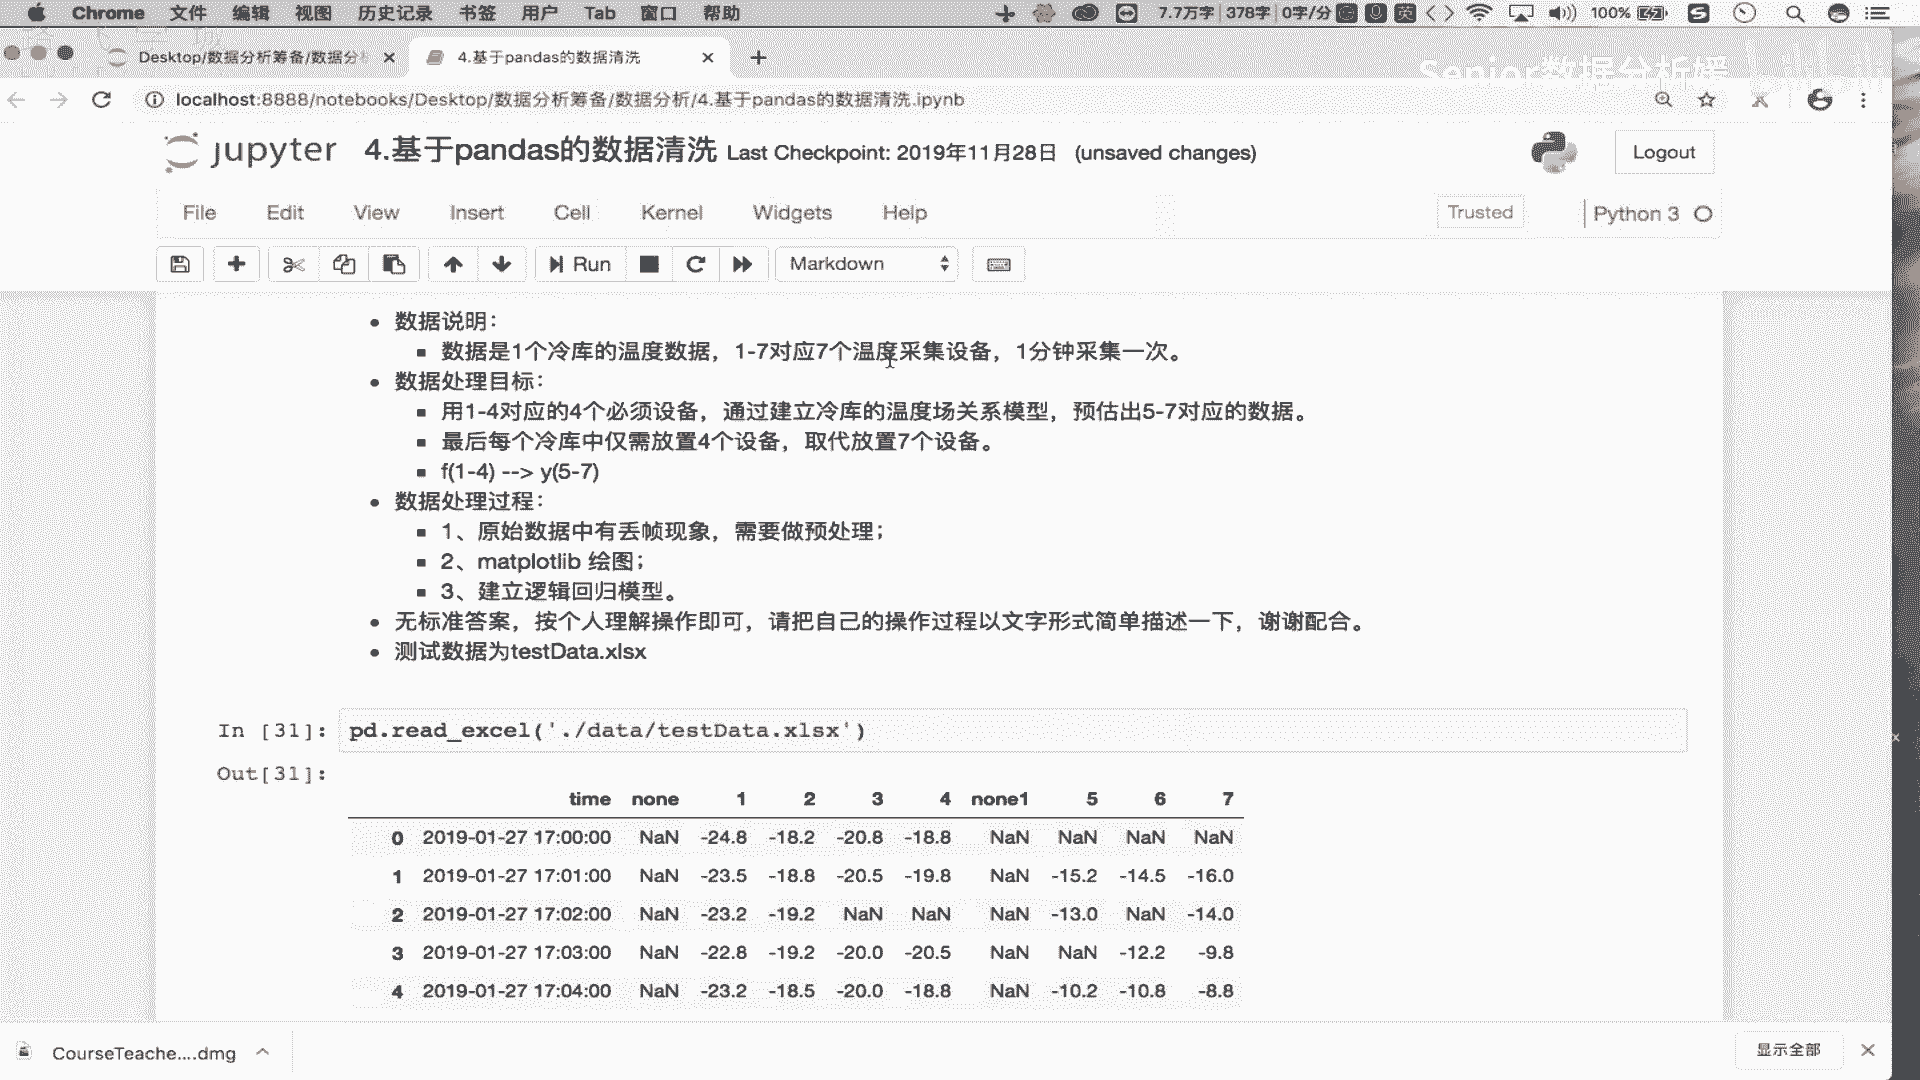 Chrome 文件 编辑 视图 历史记录 书签 用户 Tab 窗口 帮助 7.7万字 378字 0字/分 英 100%
Desktop/数据分析筹备/数据分 4.基于pandas的数据清洗
Senior数据分析媛
localhost:8888/notebooks/Desktop/数据分析筹备/数据分析/4.基于pandas的数据清洗.ipynb
jupyter 4.基于pandas的数据清洗 Last Checkpoint: 2019年11月28日 (unsaved changes) Logout
File Edit View Insert Cell Kernel Widgets Help Trusted Python 3
Run Markdown
数据说明：
数据是1个冷库的温度数据，1-7对应7个温度采集设备，1分钟采集一次。
数据处理目标：
用1-4对应的4个必须设备，通过建立冷库的温度场关系模型，预估出5-7对应的数据。
最后每个冷库中仅需放置4个设备，取代放置7个设备。
f(1-4) --> y(5-7)
数据处理过程：
1、原始数据中有丢帧现象，需要做预处理；
2、matplotlib 绘图；
3、建立逻辑回归模型。
无标准答案，按个人理解操作即可，请把自己的操作过程以文字形式简单描述一下，谢谢配合。
测试数据为testData.xlsx
In [31]: pd.read_excel('./data/testData.xlsx')
Out[31]:
time none 1 2 3 4 none1 5 6 7
0 2019-01-27 17:00:00 NaN -24.8 -18.2 -20.8 -18.8 NaN NaN NaN NaN
1 2019-01-27 17:01:00 NaN -23.5 -18.8 -20.5 -19.8 NaN -15.2 -14.5 -16.0
2 2019-01-27 17:02:00 NaN -23.2 -19.2 NaN NaN NaN -13.0 NaN -14.0
3 2019-01-27 17:03:00 NaN -22.8 -19.2 -20.0 -20.5 NaN NaN -12.2 -9.8
4 2019-01-27 17:04:00 NaN -23.2 -18.5 -20.0 -18.8 NaN -10.2 -10.8 -8.8
CourseTeache....dmg 显示全部